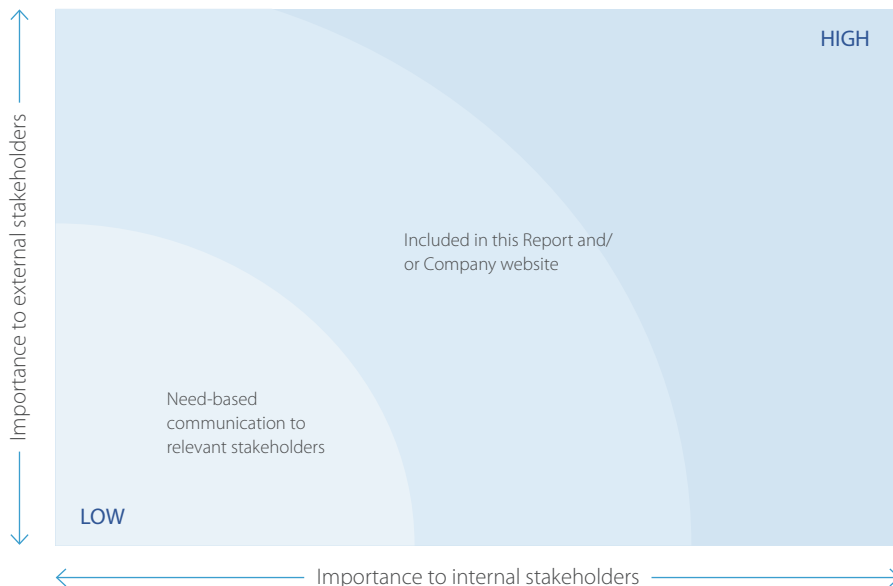 HIGH
Importance to external stakeholders
Included in this Report and/
or Company website
Need-based
communication to
relevant stakeholders
LOW
Importance to internal stakeholders